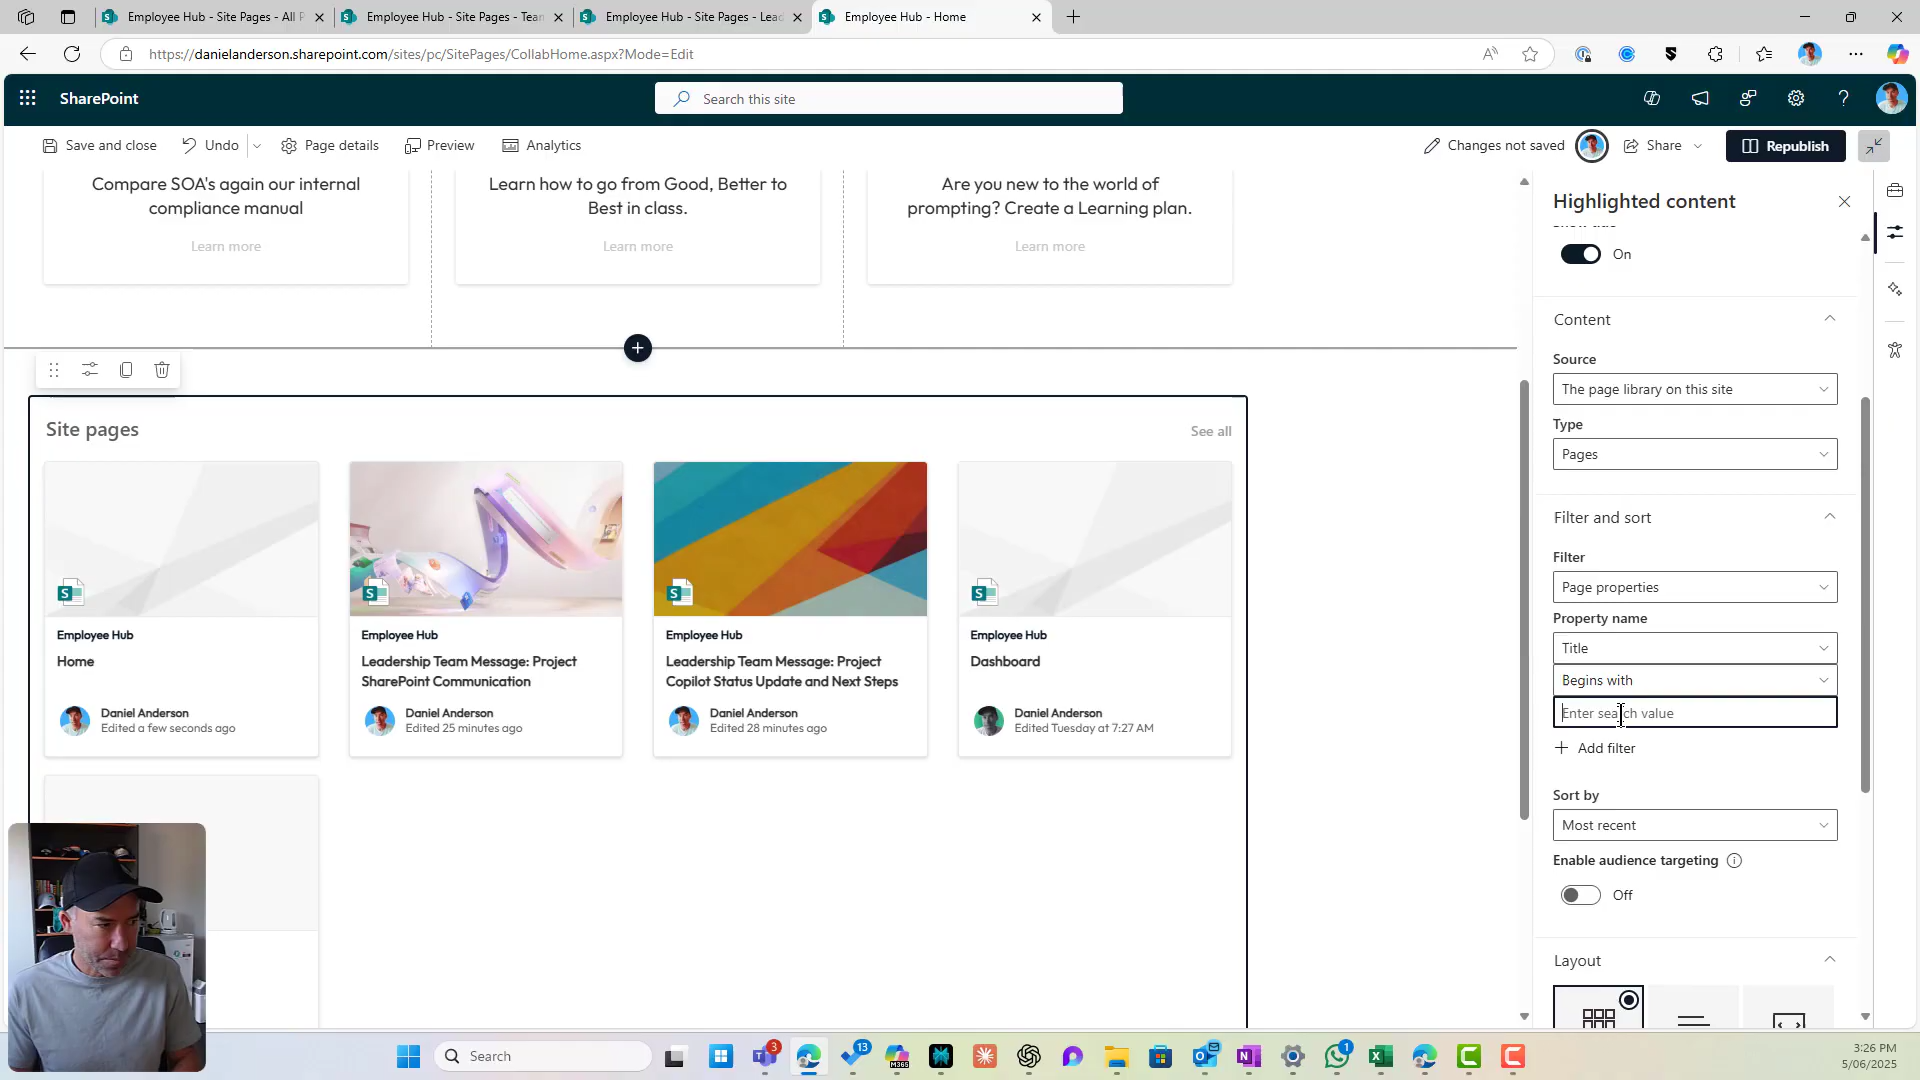 Employee Hub - Site Pages - All P
Employee Hub - Site Pages - Tean
Employee Hub - Site Pages - Lead
Employee Hub - Home
https://danielanderson.sharepoint.com/sites/pc/SitePages/CollabHome.aspx?Mode=Edit
SharePoint
Search this site
Save and close
Undo
Page details
Preview
Analytics
Changes not saved
Share
Republish
Compare SOA's again our internal
compliance manual
Learn more
Learn how to go from Good, Better to
Best in class.
Learn more
Are you new to the world of
prompting? Create a Learning plan.
Learn more
Site pages
See all
Employee Hub
Home
Daniel Anderson
Edited a few seconds ago
Employee Hub
Leadership Team Message: Project
SharePoint Communication
Daniel Anderson
Edited 25 minutes ago
Employee Hub
Leadership Team Message: Project
Copilot Status Update and Next Steps
Daniel Anderson
Edited 28 minutes ago
Employee Hub
Dashboard
Daniel Anderson
Edited Tuesday at 7:27 AM
Highlighted content
On
Content
Source
The page library on this site
Type
Pages
Filter and sort
Filter
Page properties
Property name
Title
Begins with
Enter search value
Add filter
Sort by
Most recent
Enable audience targeting
Off
Layout
Search
3
13
M365
1
3:26 PM
5/06/2025